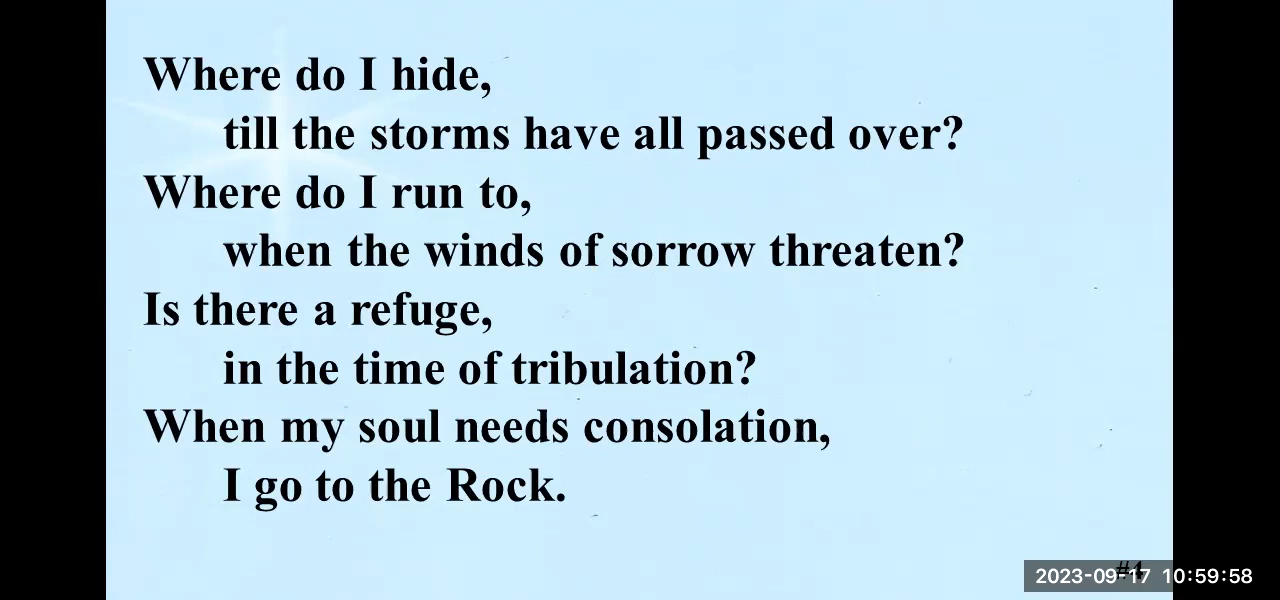 Where do I hide,
till the storms have all passed over?
Where do I run to,
when the winds of sorrow threaten?
Is there a refuge,
in the time of tribulation?
When my soul needs consolation,
I go to the Rock.
#4
2023-09-17 10:59:58